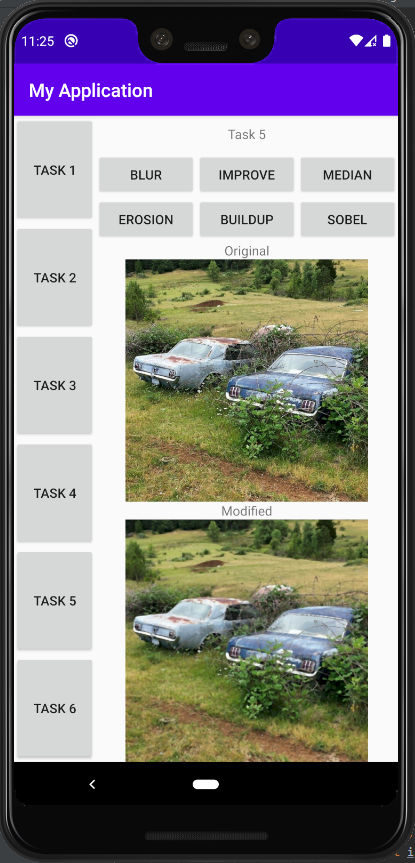 11:25
My Application
TASK 1
TASK 2
TASK 3
TASK 4
TASK 5
TASK 6
Task 5
BLUR IMPROVE MEDIAN
EROSION BUILDUP SOBEL
Original
Modified
i